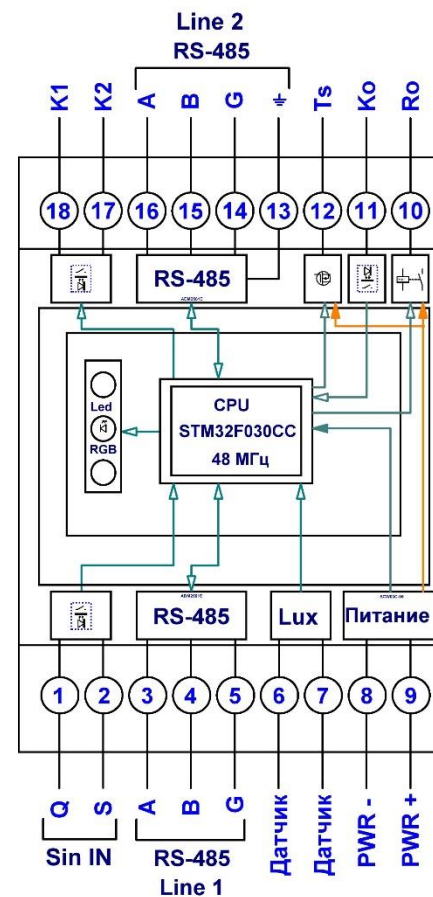 Line 2
RS-485
K1 K2 A B G Ts Ko Ro
18 17 16 15 14 13 12 11 10
RS-485
Led
RGB
CPU
STM32F030CC
48 МГц
RS-485 Lux Питание
1 2 3 4 5 6 7 8 9
Q S A B G Датчик Датчик PWR - PWR +
Sin IN RS-485
Line 1